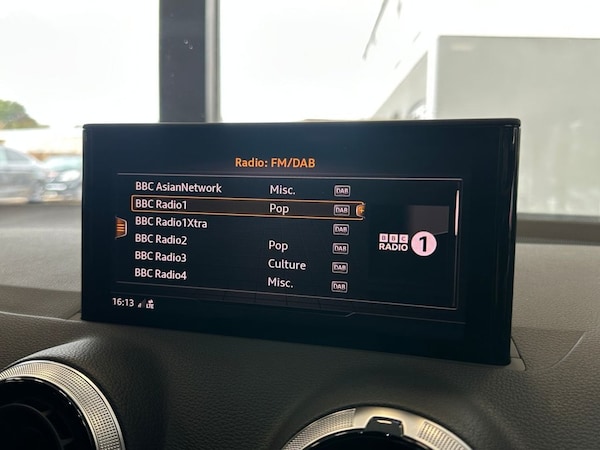 Radio: FM/DAB
BBC AsianNetwork Misc. DAB
BBC Radio1 Pop DAB
BBC Radio1Xtra DAB
BBC Radio2 Pop DAB
BBC Radio3 Culture DAB
BBC Radio4 Misc. DAB
BBC
RADIO 1
16:13 LTE